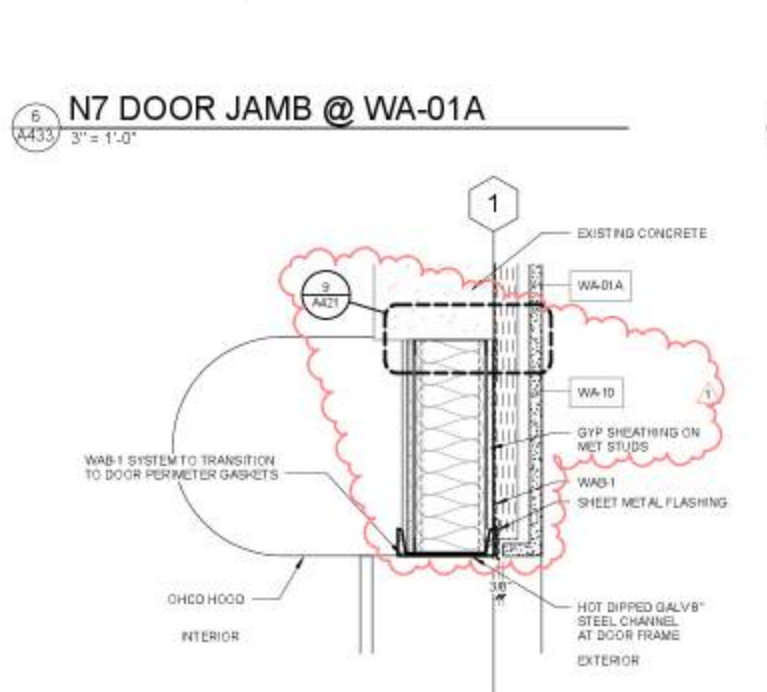 6
A433
N7 DOOR JAMB @ WA-01A
3" = 1'-0"
1
EXISTING CONCRETE
9
A421
WA-01A
WA-10
1
GYP SHEATHING ON
MET STUDS
WAB-1 SYSTEM TO TRANSITION
TO DOOR PERIMETER GASKETS
WAB-1
SHEET METAL FLASHING
3/8"
OHCD HOOD
HOT DIPPED GALV 8"
STEEL CHANNEL
AT DOOR FRAME
INTERIOR
EXTERIOR